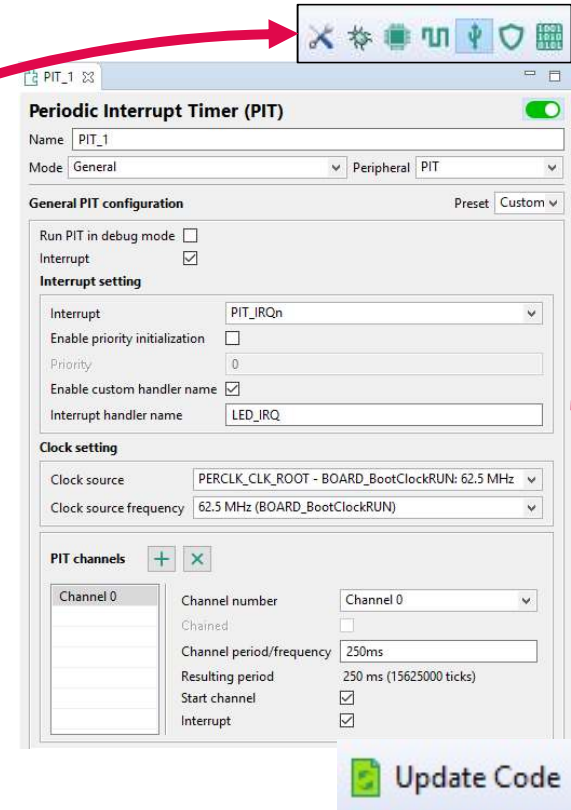 1001
1010
0101
PIT_1
Periodic Interrupt Timer (PIT)
Name PIT_1
Mode General Peripheral PIT
General PIT configuration Preset Custom
Run PIT in debug mode
Interrupt
Interrupt setting
Interrupt PIT_IRQn
Enable priority initialization
Priority 0
Enable custom handler name
Interrupt handler name LED_IRQ
Clock setting
Clock source PERCLK_CLK_ROOT - BOARD_BootClockRUN: 62.5 MHz
Clock source frequency 62.5 MHz (BOARD_BootClockRUN)
PIT channels
Channel 0 Channel number Channel 0
Chained
Channel period/frequency 250ms
Resulting period 250 ms (15625000 ticks)
Start channel
Interrupt
Update Code